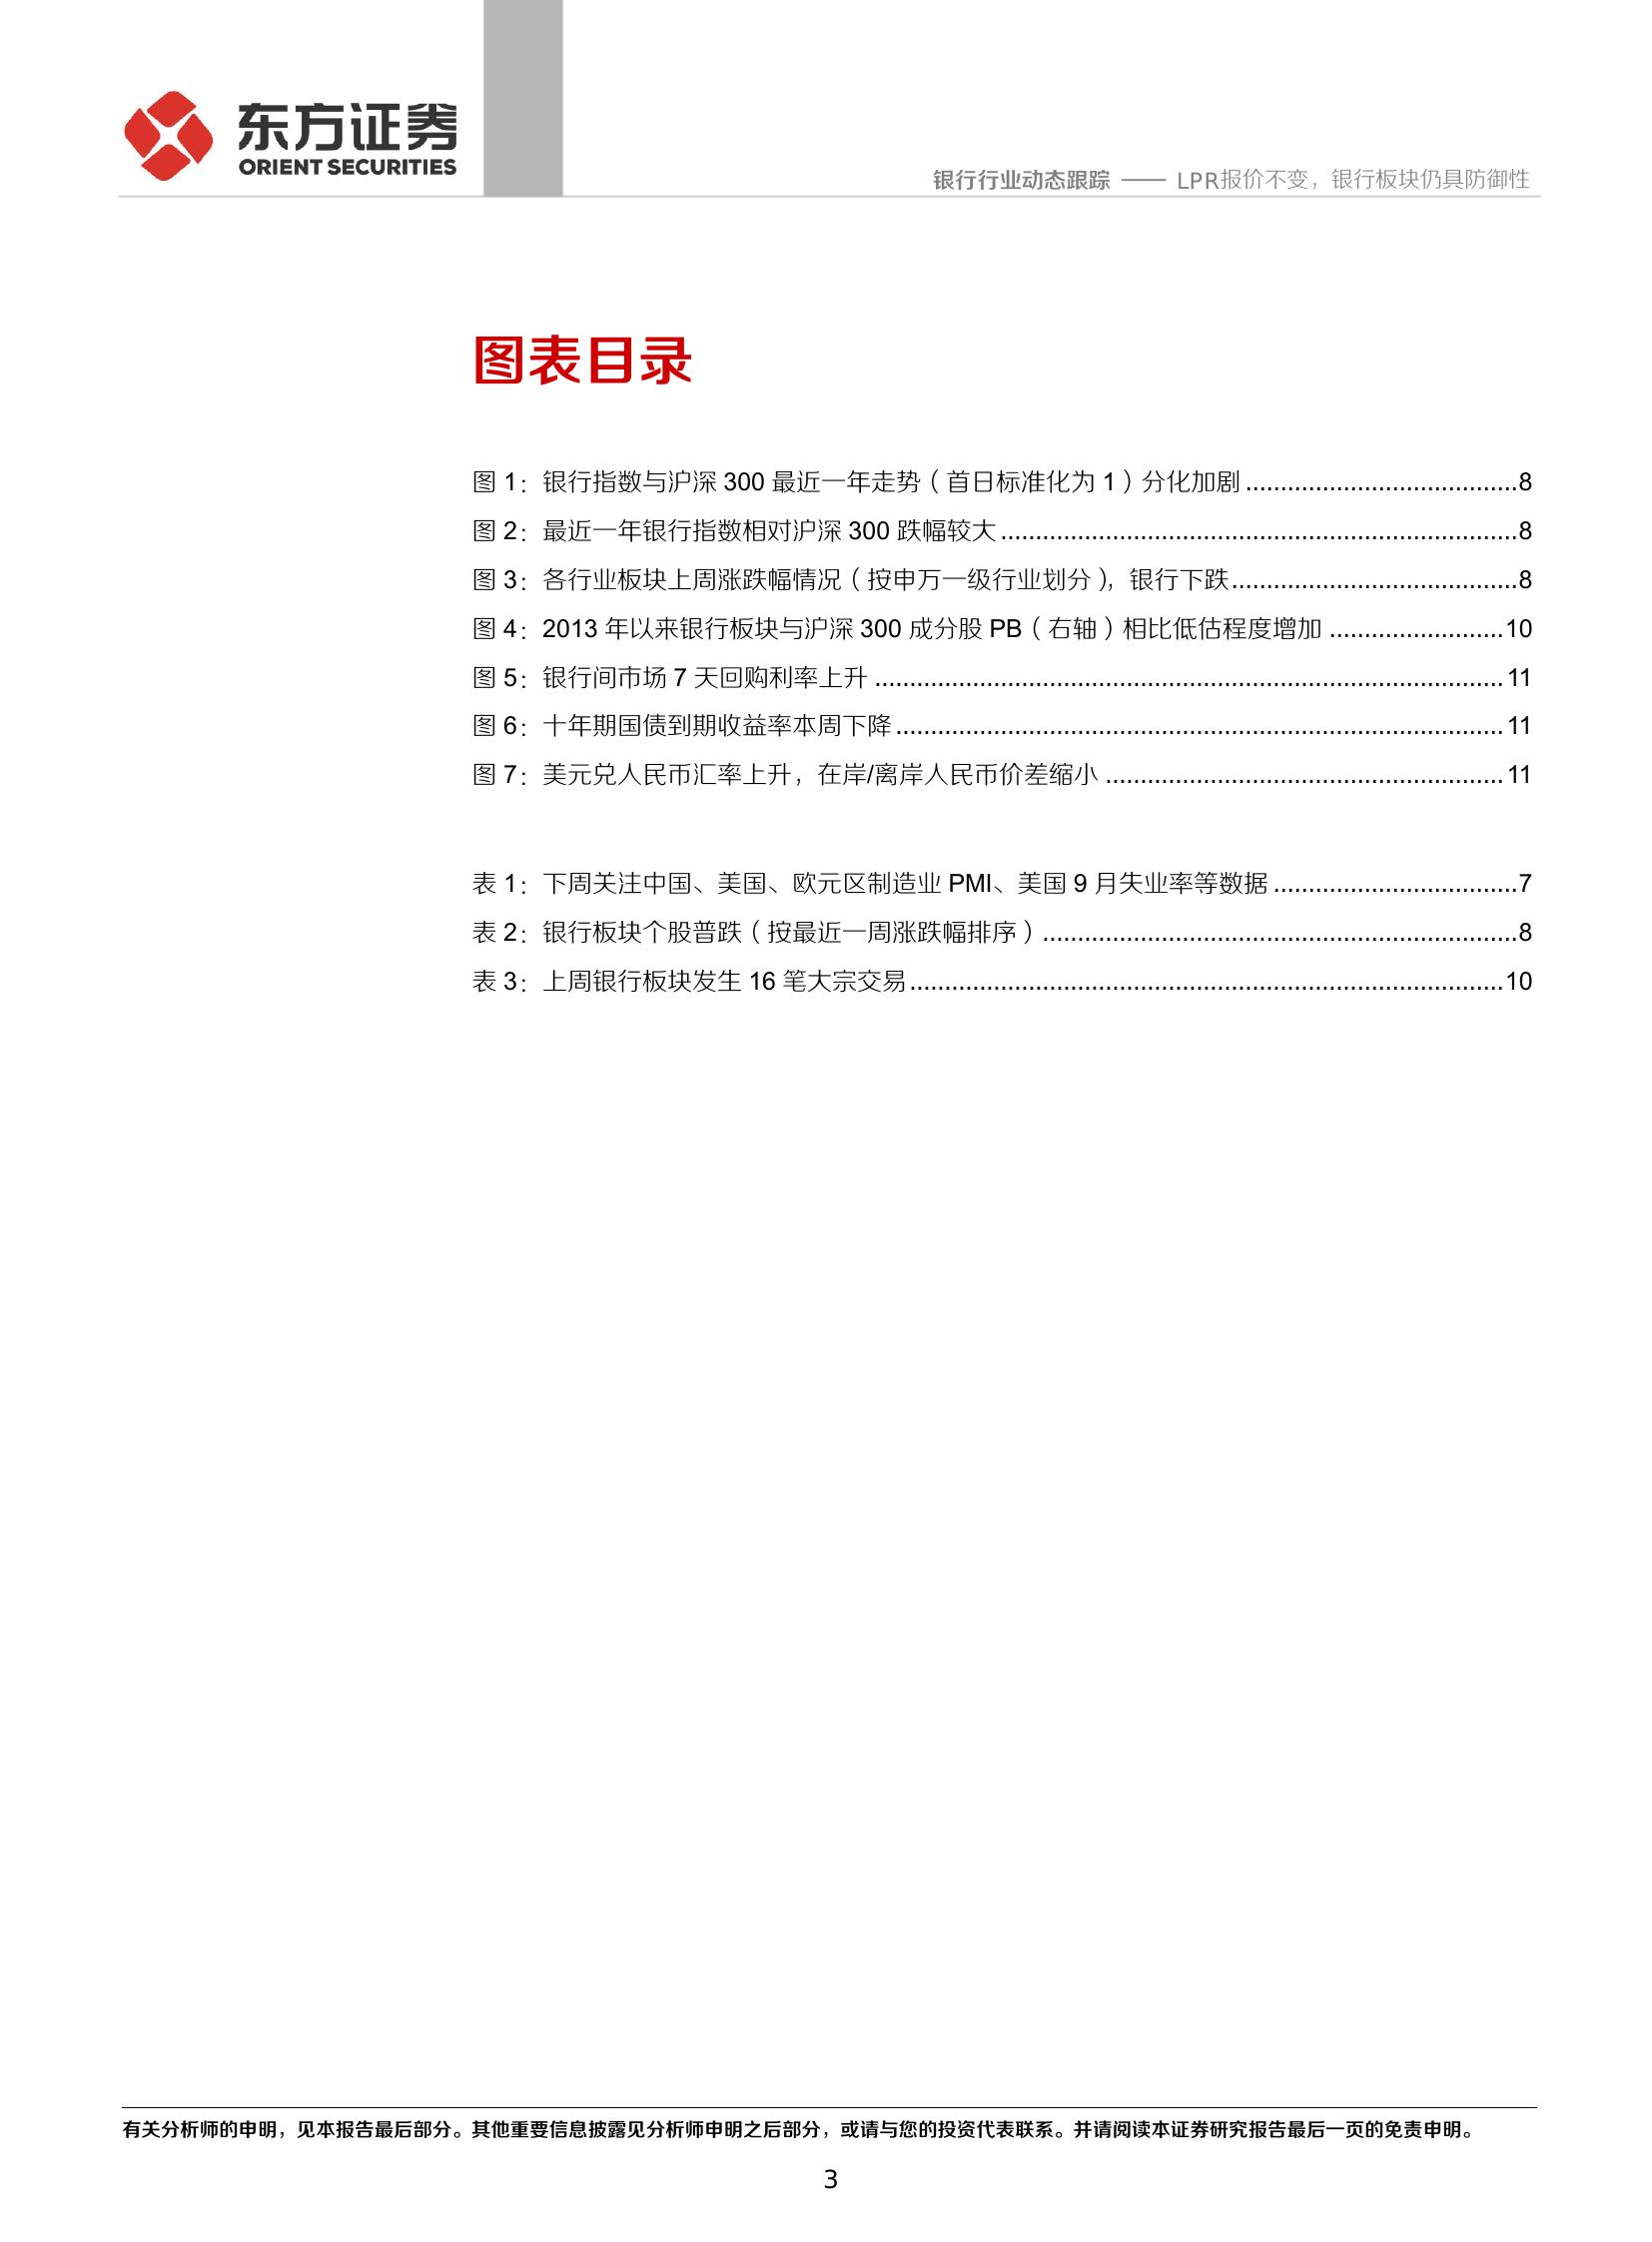 东方证券
ORIENT SECURITIES
银行行业动态跟踪 —— LPR报价不变，银行板块仍具防御性
图表目录
图 1：银行指数与沪深 300 最近一年走势（首日标准化为 1）分化加剧.......................................8
图 2：最近一年银行指数相对沪深 300 跌幅较大..........................................................................8
图 3：各行业板块上周涨跌幅情况（按申万一级行业划分），银行下跌.........................................8
图 4：2013 年以来银行板块与沪深 300 成分股 PB（右轴）相比低估程度增加.........................10
图 5：银行间市场 7 天回购利率上升..........................................................................................11
图 6：十年期国债到期收益率本周下降.......................................................................................11
图 7：美元兑人民币汇率上升，在岸/离岸人民币价差缩小.........................................................11
表 1：下周关注中国、美国、欧元区制造业 PMI、美国 9 月失业率等数据...................................7
表 2：银行板块个股普跌（按最近一周涨跌幅排序）....................................................................8
表 3：上周银行板块发生 16 笔大宗交易.....................................................................................10
有关分析师的申明，见本报告最后部分。其他重要信息披露见分析师申明之后部分，或请与您的投资代表联系。并请阅读本证券研究报告最后一页的免责申明。
3